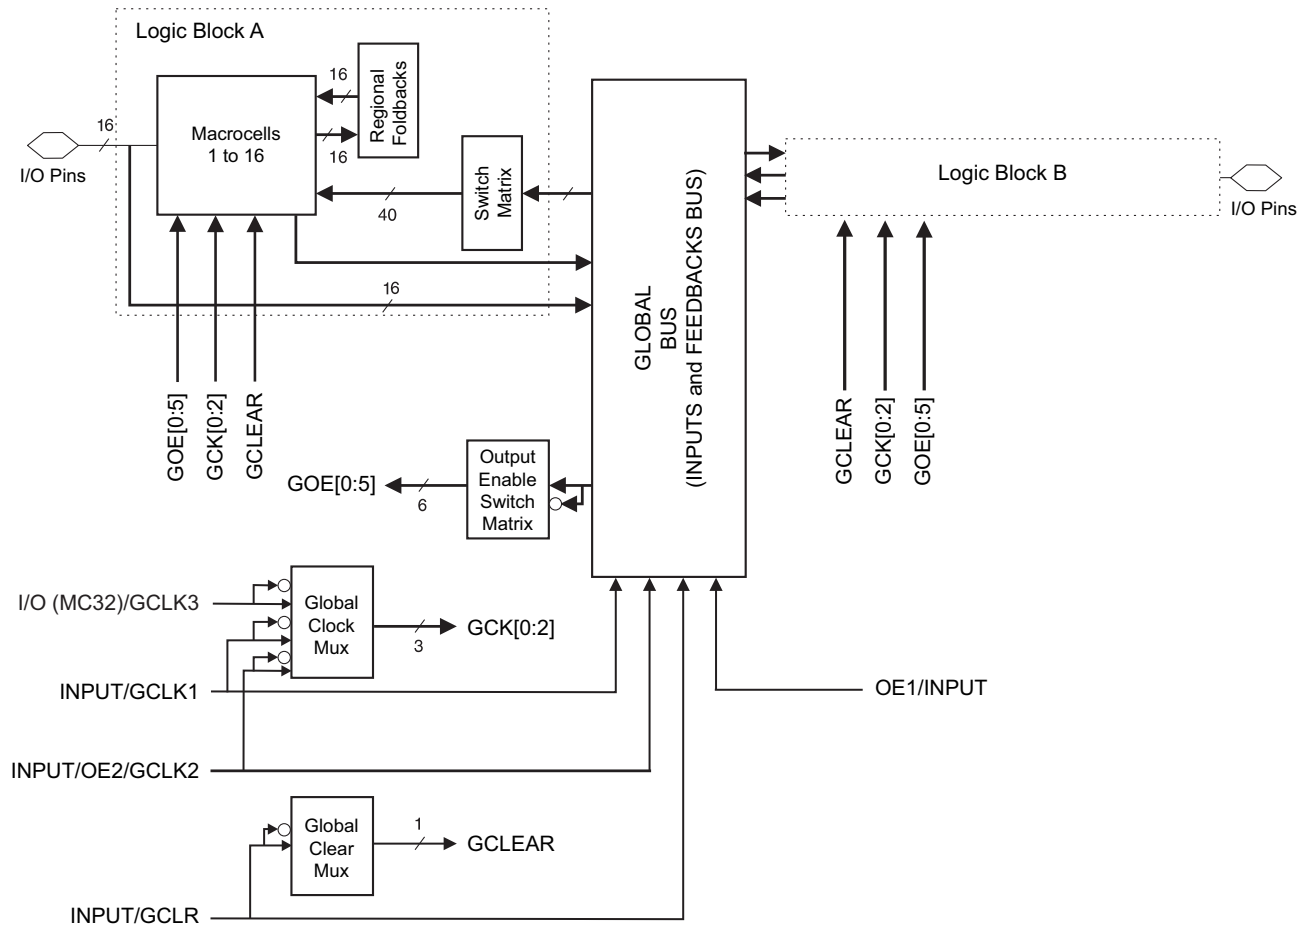 Logic Block A
16
Regional
Foldbacks
16
Macrocells
1 to 16
16
I/O Pins
Switch
Matrix
40
16
GOE[0:5]
GCK[0:2]
GCLEAR
GLOBAL
BUS
(INPUTS and FEEDBACKS BUS)
Logic Block B
I/O Pins
GCLEAR
GCK[0:2]
GOE[0:5]
Output
Enable
Switch
Matrix
GOE[0:5]
6
I/O (MC32)/GCLK3
Global
Clock
Mux
3
GCK[0:2]
INPUT/GCLK1
OE1/INPUT
INPUT/OE2/GCLK2
Global
Clear
Mux
1
GCLEAR
INPUT/GCLR